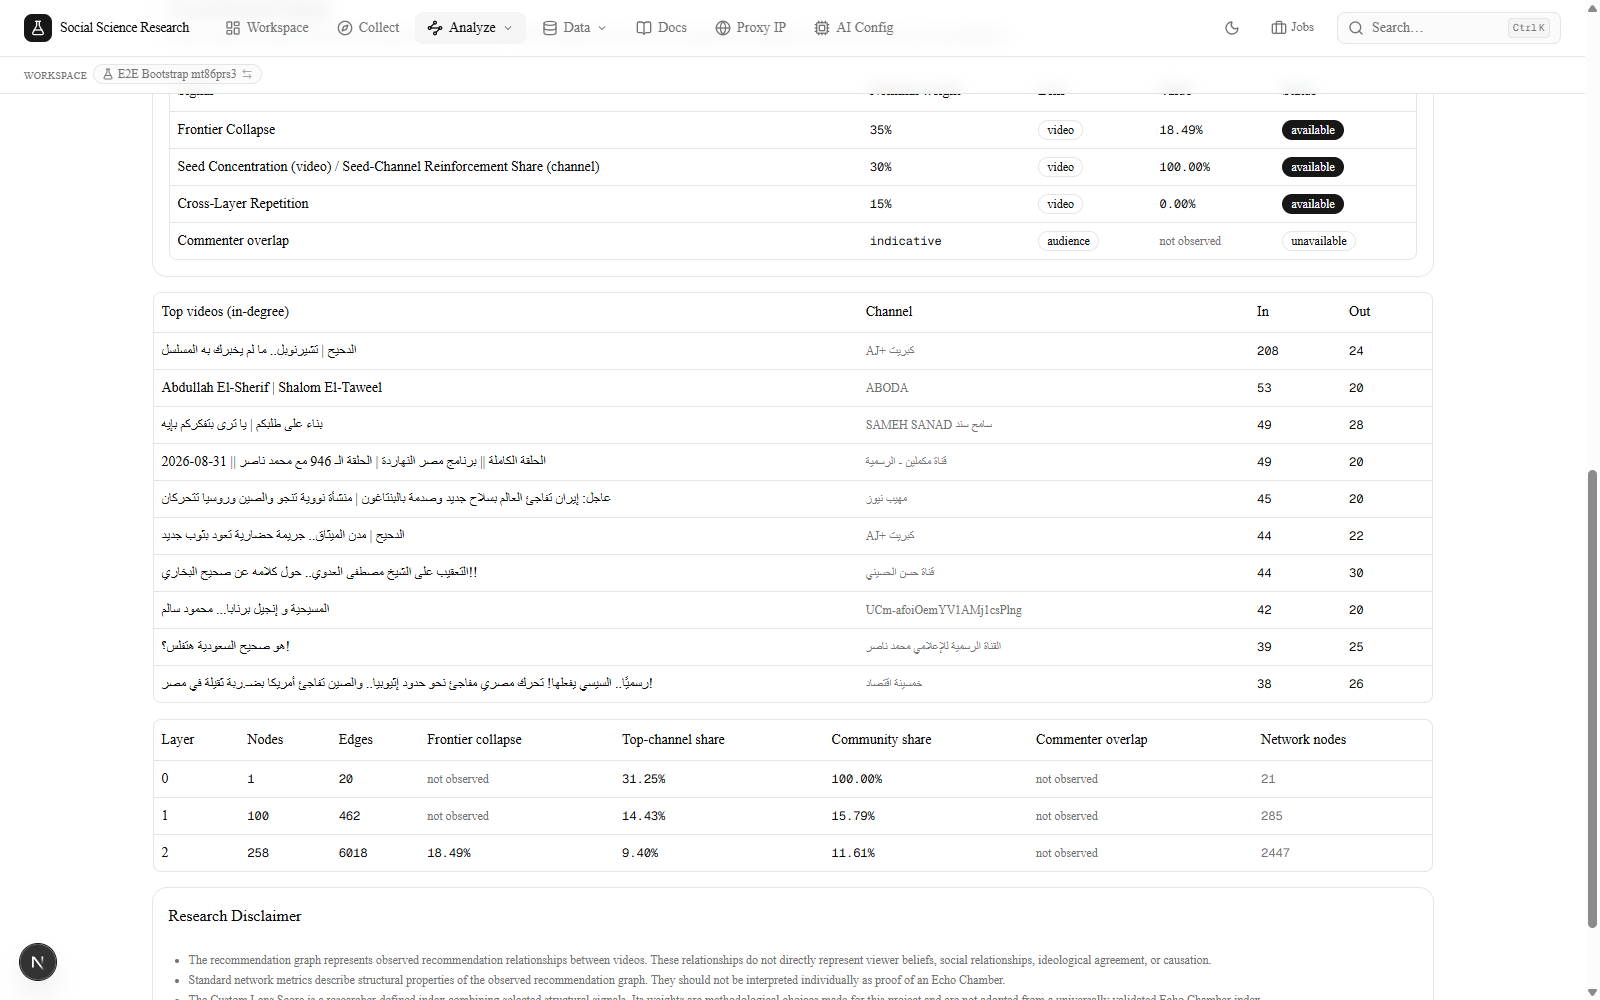 Social Science Research
Workspace
Collect
Analyze
Data
Docs
Proxy IP
AI Config
Jobs
Search…
Ctrl K
WORKSPACE
E2E Bootstrap mt86prs3
Frontier Collapse 35% video 18.49% available
Seed Concentration (video) / Seed-Channel Reinforcement Share (channel) 30% video 100.00% available
Cross-Layer Repetition 15% video 0.00% available
Commenter overlap indicative audience not observed unavailable
Top videos (in-degree) Channel In Out
الدحيح | تشيرنوبل.. ما لم يخبرك به المسلسل AJ+ كبريت 208 24
Abdullah El-Sherif | Shalom El-Taweel ABODA 53 20
بناء على طلبكم | يا ترى بتفكركم بإيه SAMEH SANAD سامح سند 49 28
الحلقة الكاملة || برنامج مصر النهاردة | الحلقة الـ 946 مع محمد ناصر || 31-08-2026 قناة مكملين - الرسمية 49 20
عاجل: إيران تفاجئ العالم بسلاح جديد وصدمة بالبنتاغون | منشأة نووية تنجو والصين وروسيا تتحركان مهيب نيوز 45 20
الدحيح | مدن الميثاق.. جريمة حضارية تعود بثوب جديد AJ+ كبريت 44 22
التعقيب على الشيخ مصطفى العدوي.. حول كلامه عن صحيح البخاري!! قناة حسن الحسيني 44 30
المسيحية و إنجيل برنابا... محمود سالم UCm-afoiOemYV1AMj1csPlng 42 20
هو صحيح السعودية هتفلس؟! القناة الرسمية للإعلامي محمد ناصر 39 25
رسميًا.. السيسي يفعلها! تحرك مصري مفاجئ نحو حدود إثيوبيا.. والصين تفاجئ أمريكا بضربة ثقيلة في مصر! خمسينة اقتصاد 38 26
Layer Nodes Edges Frontier collapse Top-channel share Community share Commenter overlap Network nodes
0 1 20 not observed 31.25% 100.00% not observed 21
1 100 462 not observed 14.43% 15.79% not observed 285
2 258 6018 18.49% 9.40% 11.61% not observed 2447
Research Disclaimer
• The recommendation graph represents observed recommendation relationships between videos. These relationships do not directly represent viewer beliefs, social relationships, ideological agreement, or causation.
• Standard network metrics describe structural properties of the observed recommendation graph. They should not be interpreted individually as proof of an Echo Chamber.
N